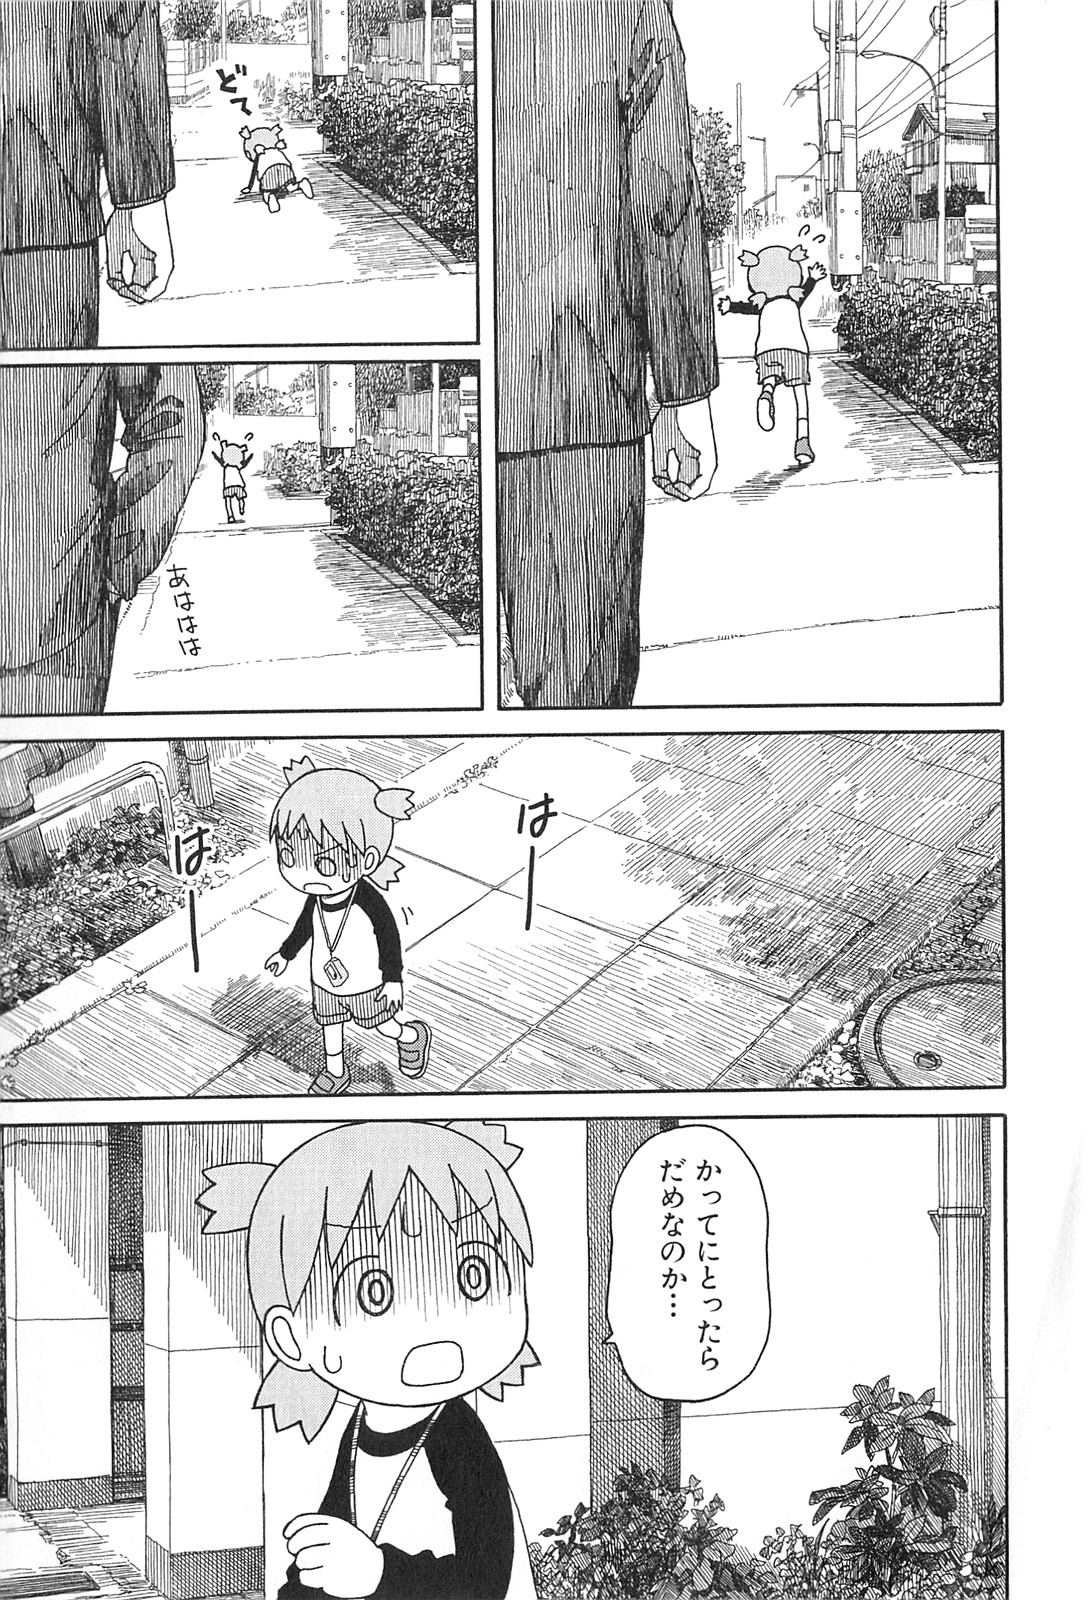 どて
あははは
はー
はー
かってにとったら
だめなのか…